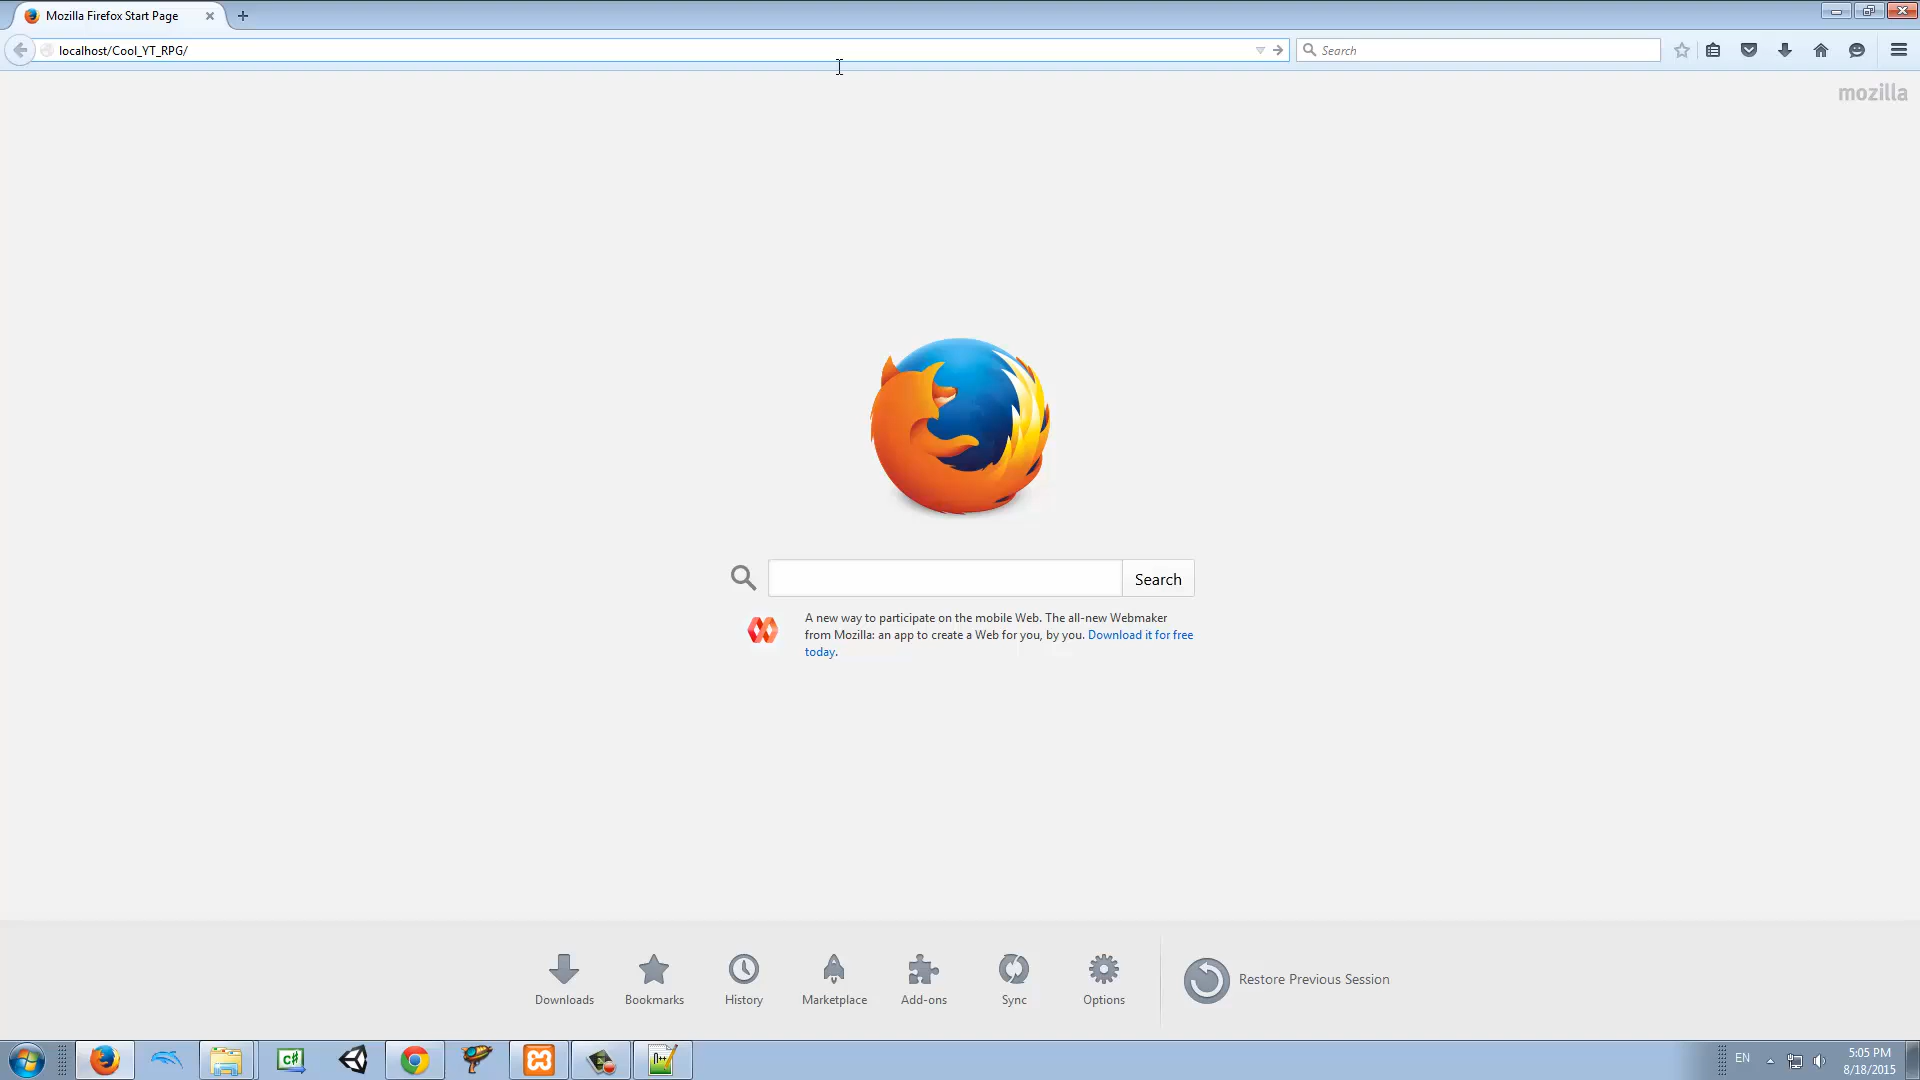 Mozilla Firefox Start Page
localhost/Cool_YT_RPG/
Search
mozilla
Search
A new way to participate on the mobile Web. The all-new Webmaker
from Mozilla: an app to create a Web for you, by you. Download it for free
today.
Downloads
Bookmarks
History
Marketplace
Add-ons
Sync
Options
Restore Previous Session
C#
n++
EN
5:05 PM
8/18/2015